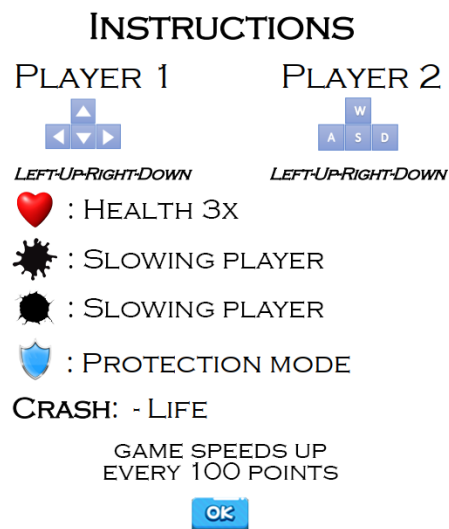 Instructions
Player 1 Player 2
W
A S D
Left-Up-Right-Down Left-Up-Right-Down
: Health 3x
: Slowing player
: Slowing player
: Protection mode
Crash: - Life
game speeds up
every 100 points
OK